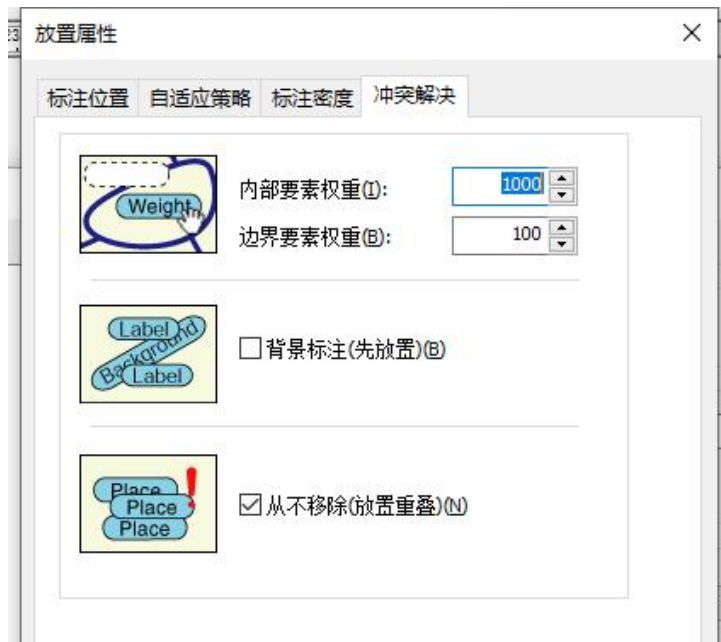 放置属性
标注位置 自适应策略 标注密度 冲突解决
Weight
内部要素权重(I): 1000
边界要素权重(B): 100
Label
Background
Label
背景标注(先放置)(B)
Place
Place
Place
从不移除(放置重叠)(N)